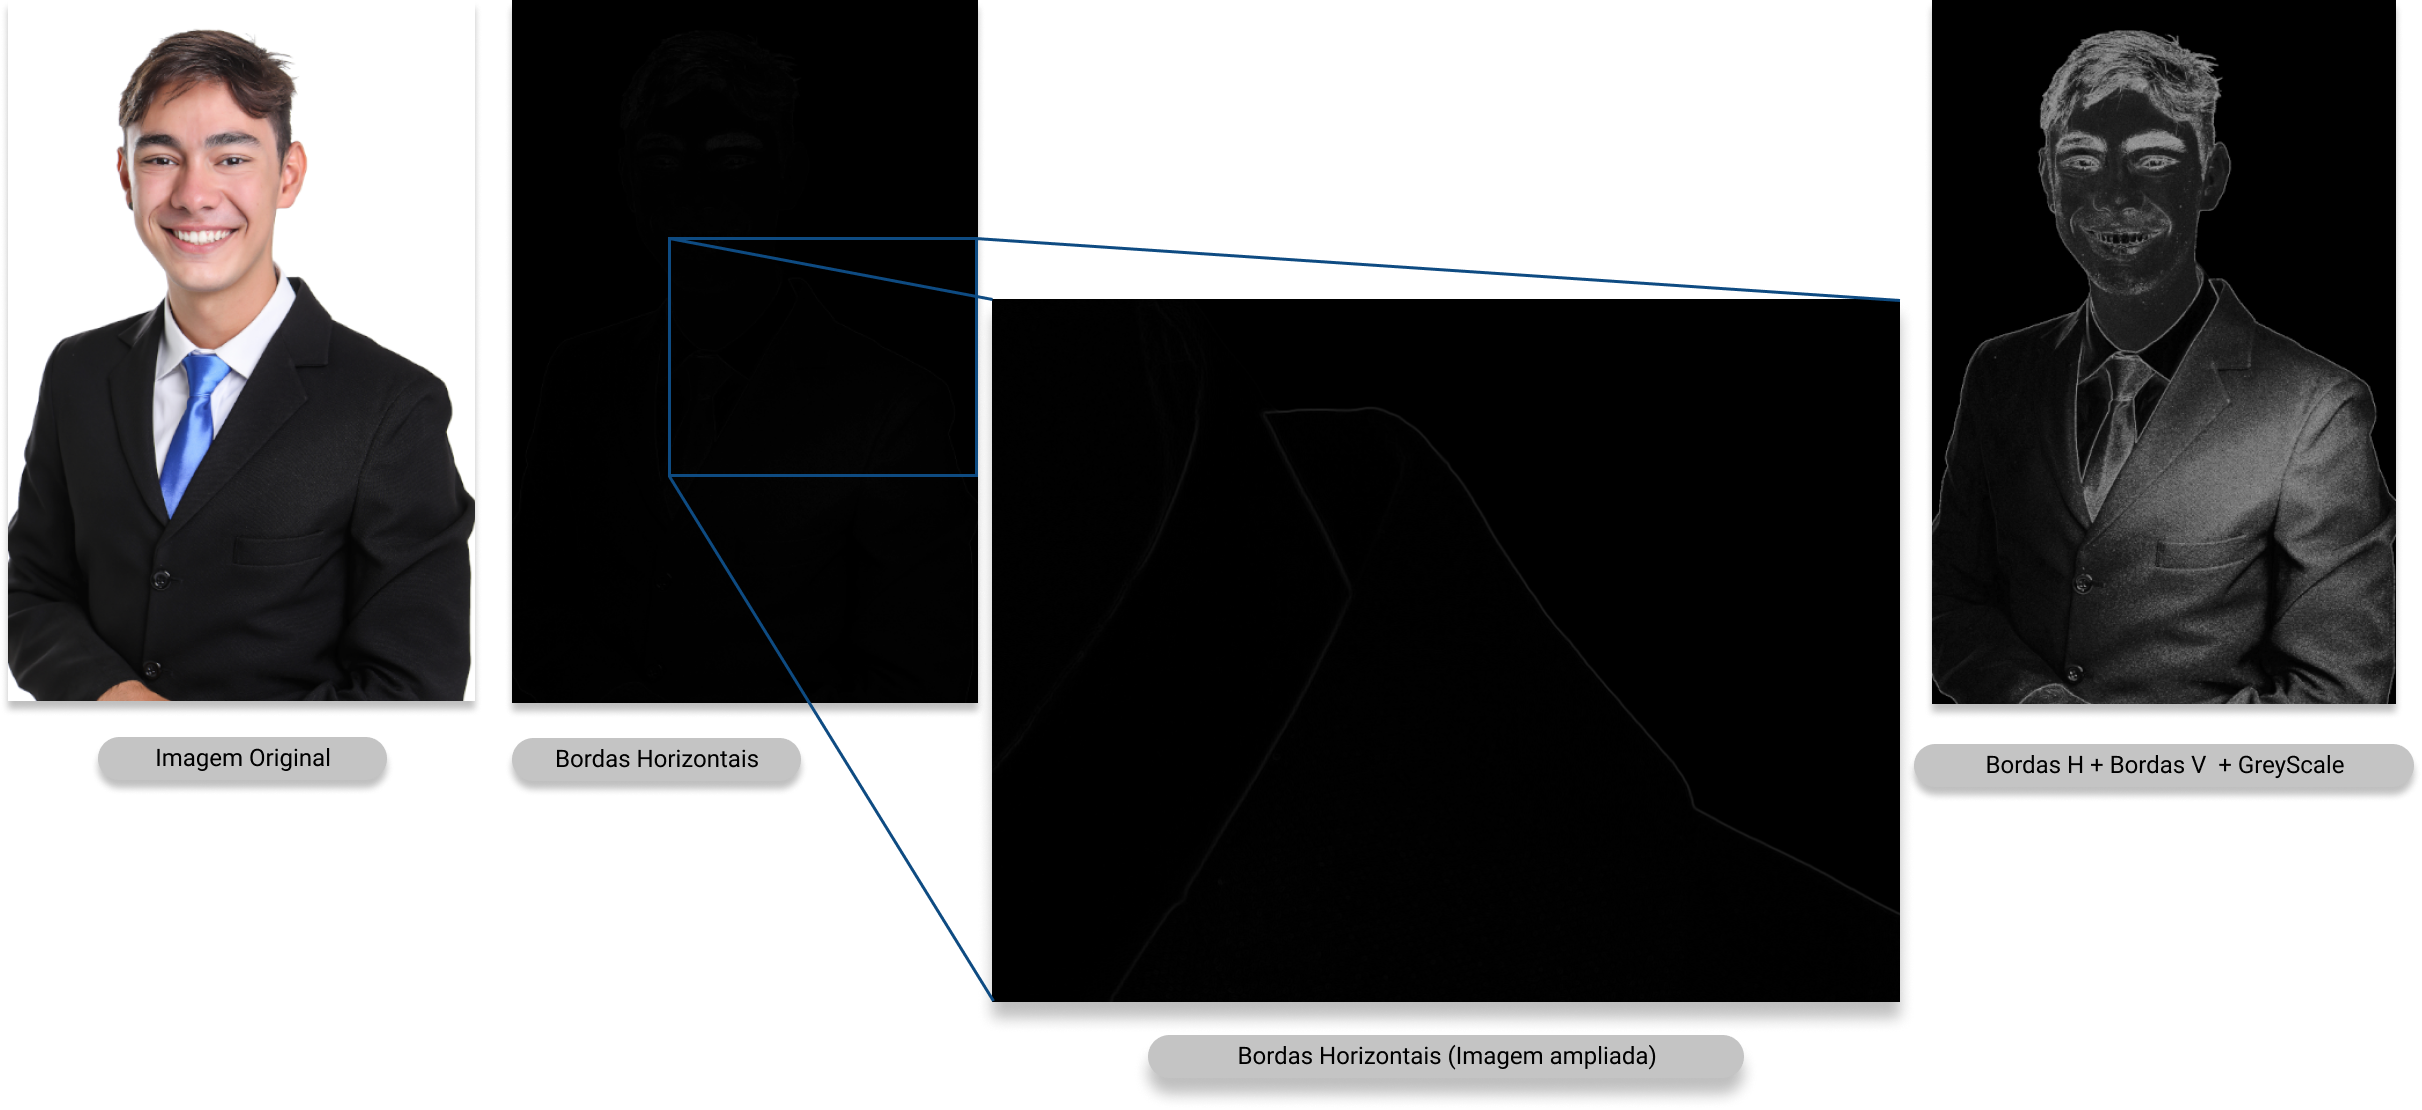 Imagem Original
Bordas Horizontais
Bordas H + Bordas V + GreyScale
Bordas Horizontais (Imagem ampliada)